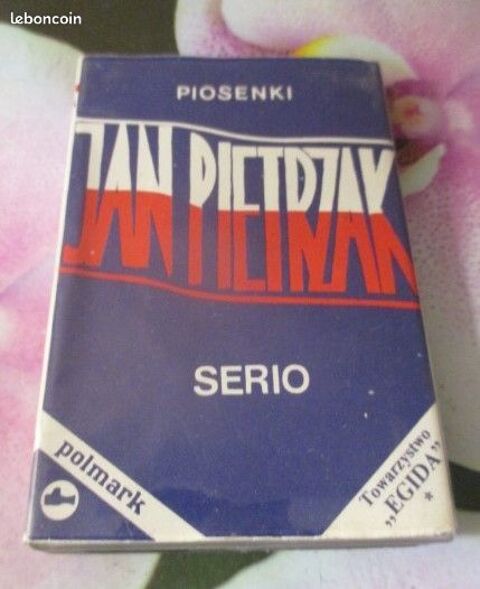 leboncoin
PIOSENKI
JAN PIETRZAK
SERIO
polmark
Towarzystwo
„EGIDA”
*